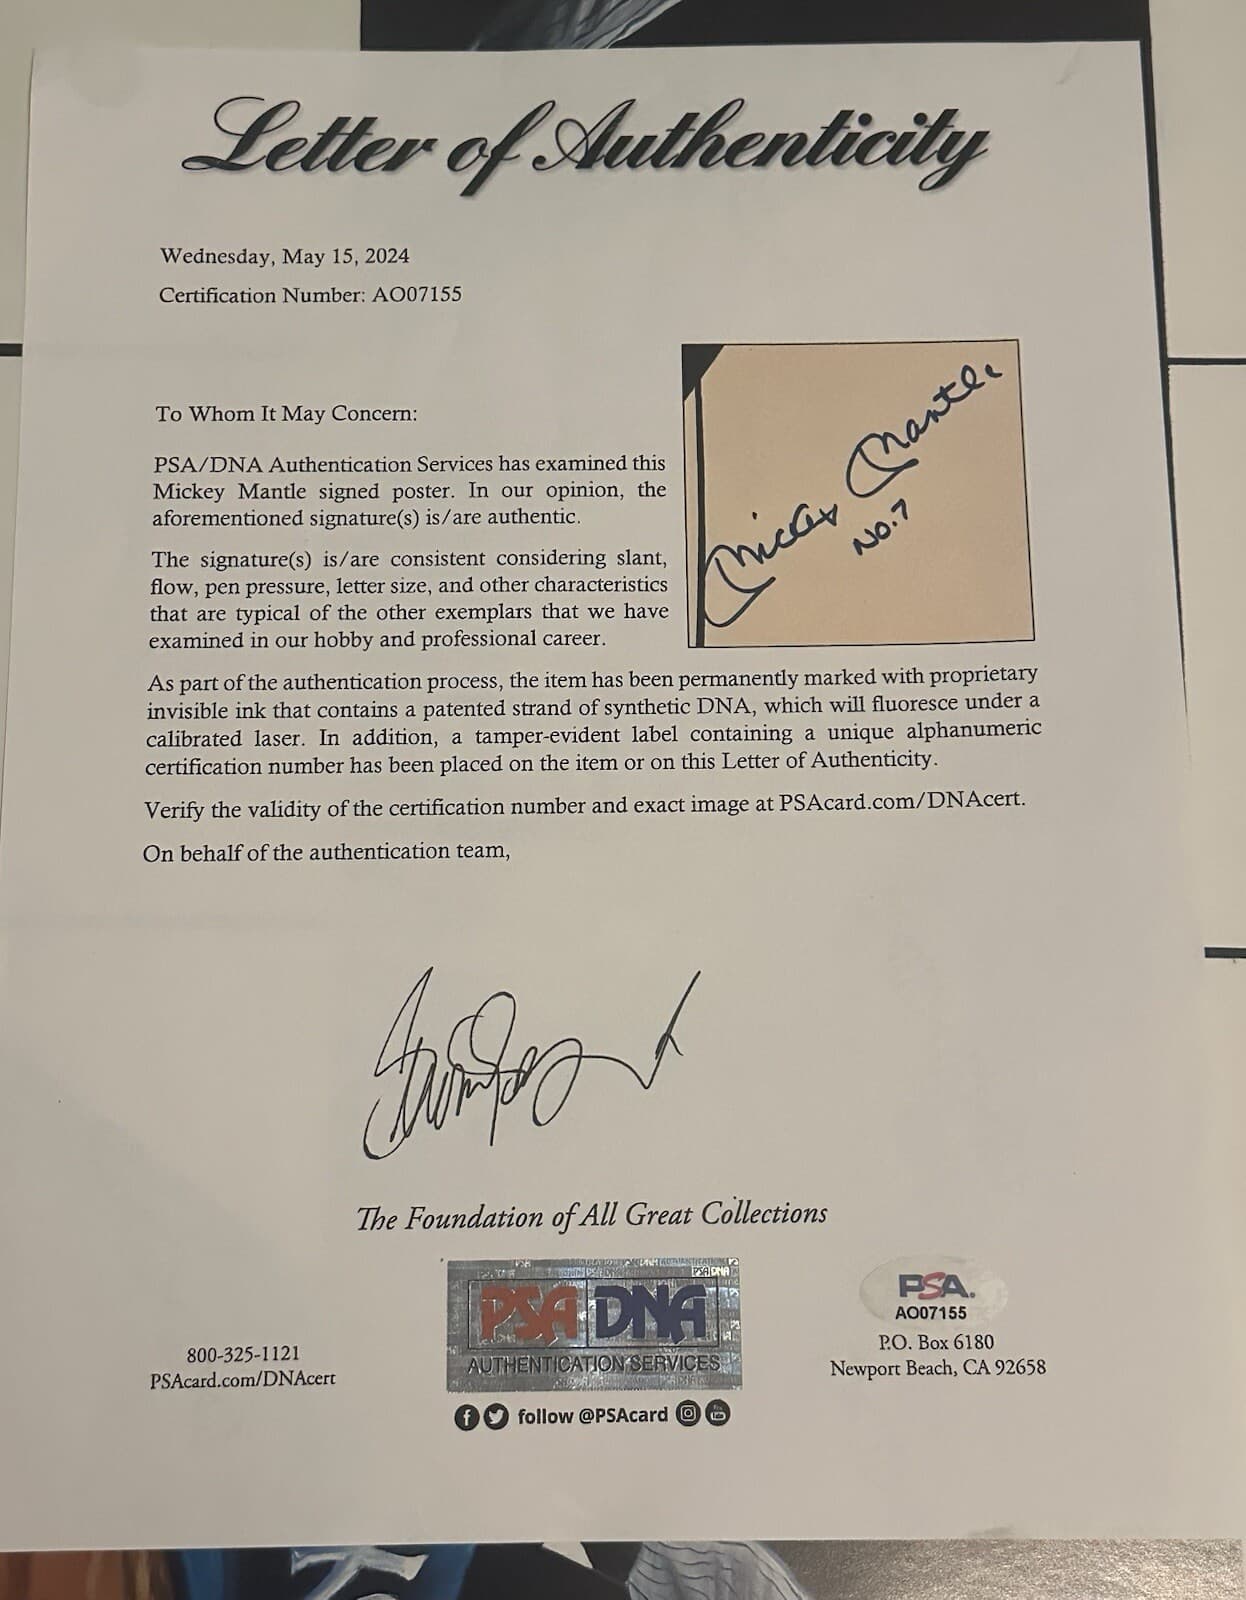 Letter of Authenticity
Wednesday, May 15, 2024
Certification Number: AO07155
To Whom It May Concern:
PSA/DNA Authentication Services has examined this
Mickey Mantle signed poster. In our opinion, the
aforementioned signature(s) is/are authentic.
The signature(s) is/are consistent considering slant,
flow, pen pressure, letter size, and other characteristics
that are typical of the other exemplars that we have
examined in our hobby and professional career.
Mickey Mantle
No. 7
As part of the authentication process, the item has been permanently marked with proprietary
invisible ink that contains a patented strand of synthetic DNA, which will fluoresce under a
calibrated laser. In addition, a tamper-evident label containing a unique alphanumeric
certification number has been placed on the item or on this Letter of Authenticity.
Verify the validity of the certification number and exact image at PSAcard.com/DNAcert.
On behalf of the authentication team,
The Foundation of All Great Collections
800-325-1121
PSAcard.com/DNAcert
PSA DNA
AUTHENTICATION SERVICES
follow @PSAcard
PSA.
AO07155
P.O. Box 6180
Newport Beach, CA 92658